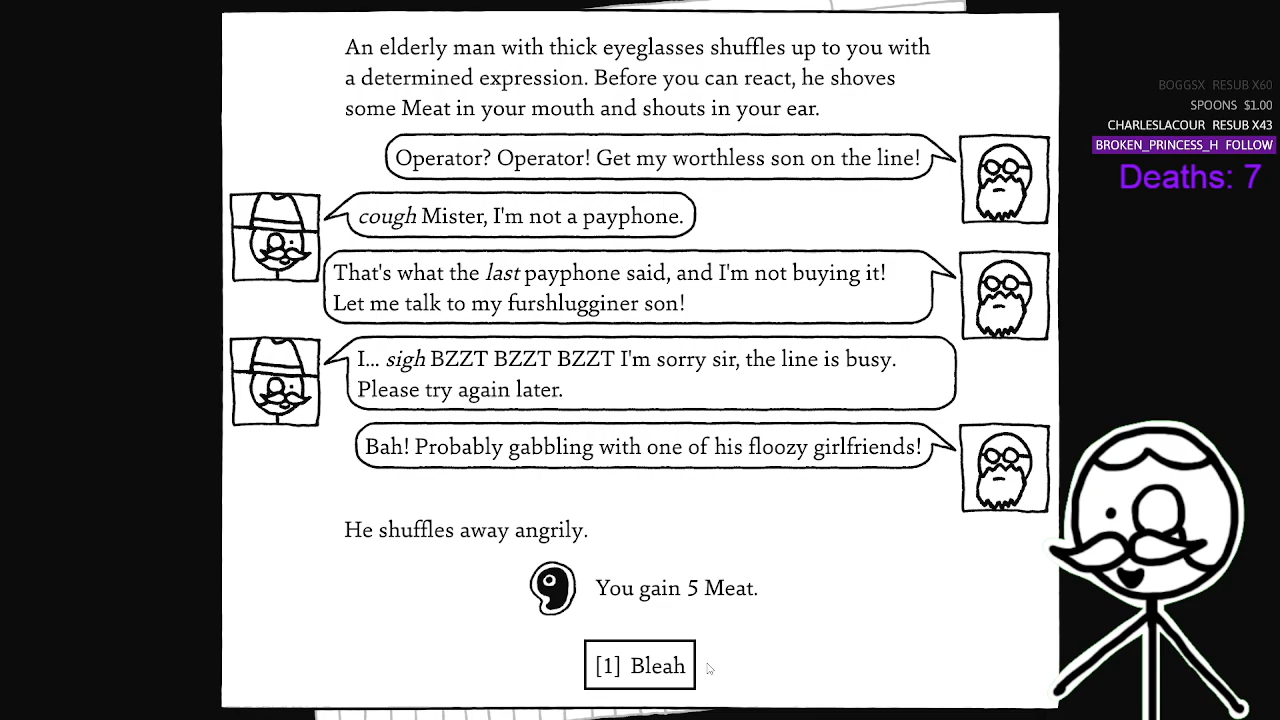 An elderly man with thick eyeglasses shuffles up to you with
a determined expression. Before you can react, he shoves
some Meat in your mouth and shouts in your ear.
Operator? Operator! Get my worthless son on the line!
cough Mister, I'm not a payphone.
That's what the last payphone said, and I'm not buying it!
Let me talk to my furshlugginer son!
I... sigh BZZT BZZT BZZT I'm sorry sir, the line is busy.
Please try again later.
Bah! Probably gabbling with one of his floozy girlfriends!
He shuffles away angrily.
You gain 5 Meat.
[1] Bleah
BOGGSX RESUB X60
SPOONS $1.00
CHARLESLACOUR RESUB X43
BROKEN_PRINCESS_H FOLLOW
Deaths: 7